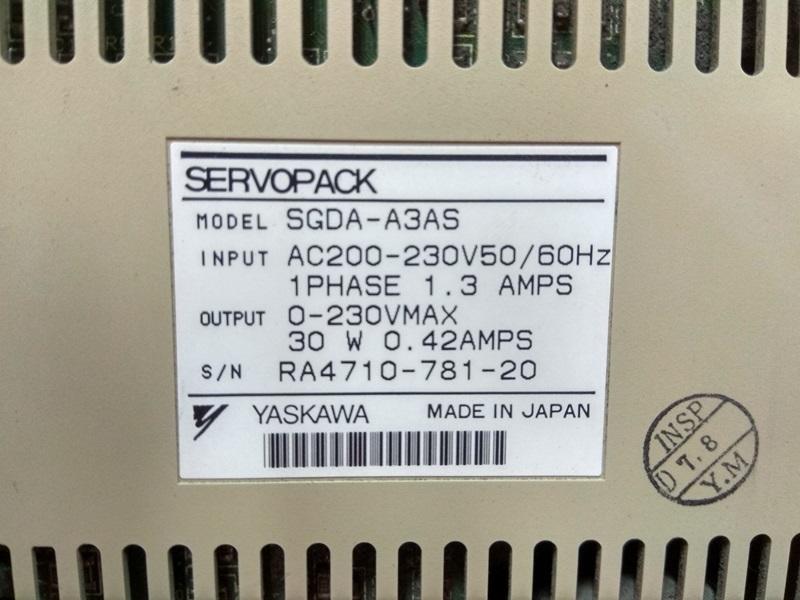 SERVOPACK
MODEL SGDA-A3AS
INPUT AC200-230V50/60Hz
1PHASE 1.3 AMPS
OUTPUT 0-230VMAX
30 W 0.42AMPS
S/N RA4710-781-20
YASKAWA MADE IN JAPAN
INSP
D 7.8
Y.M